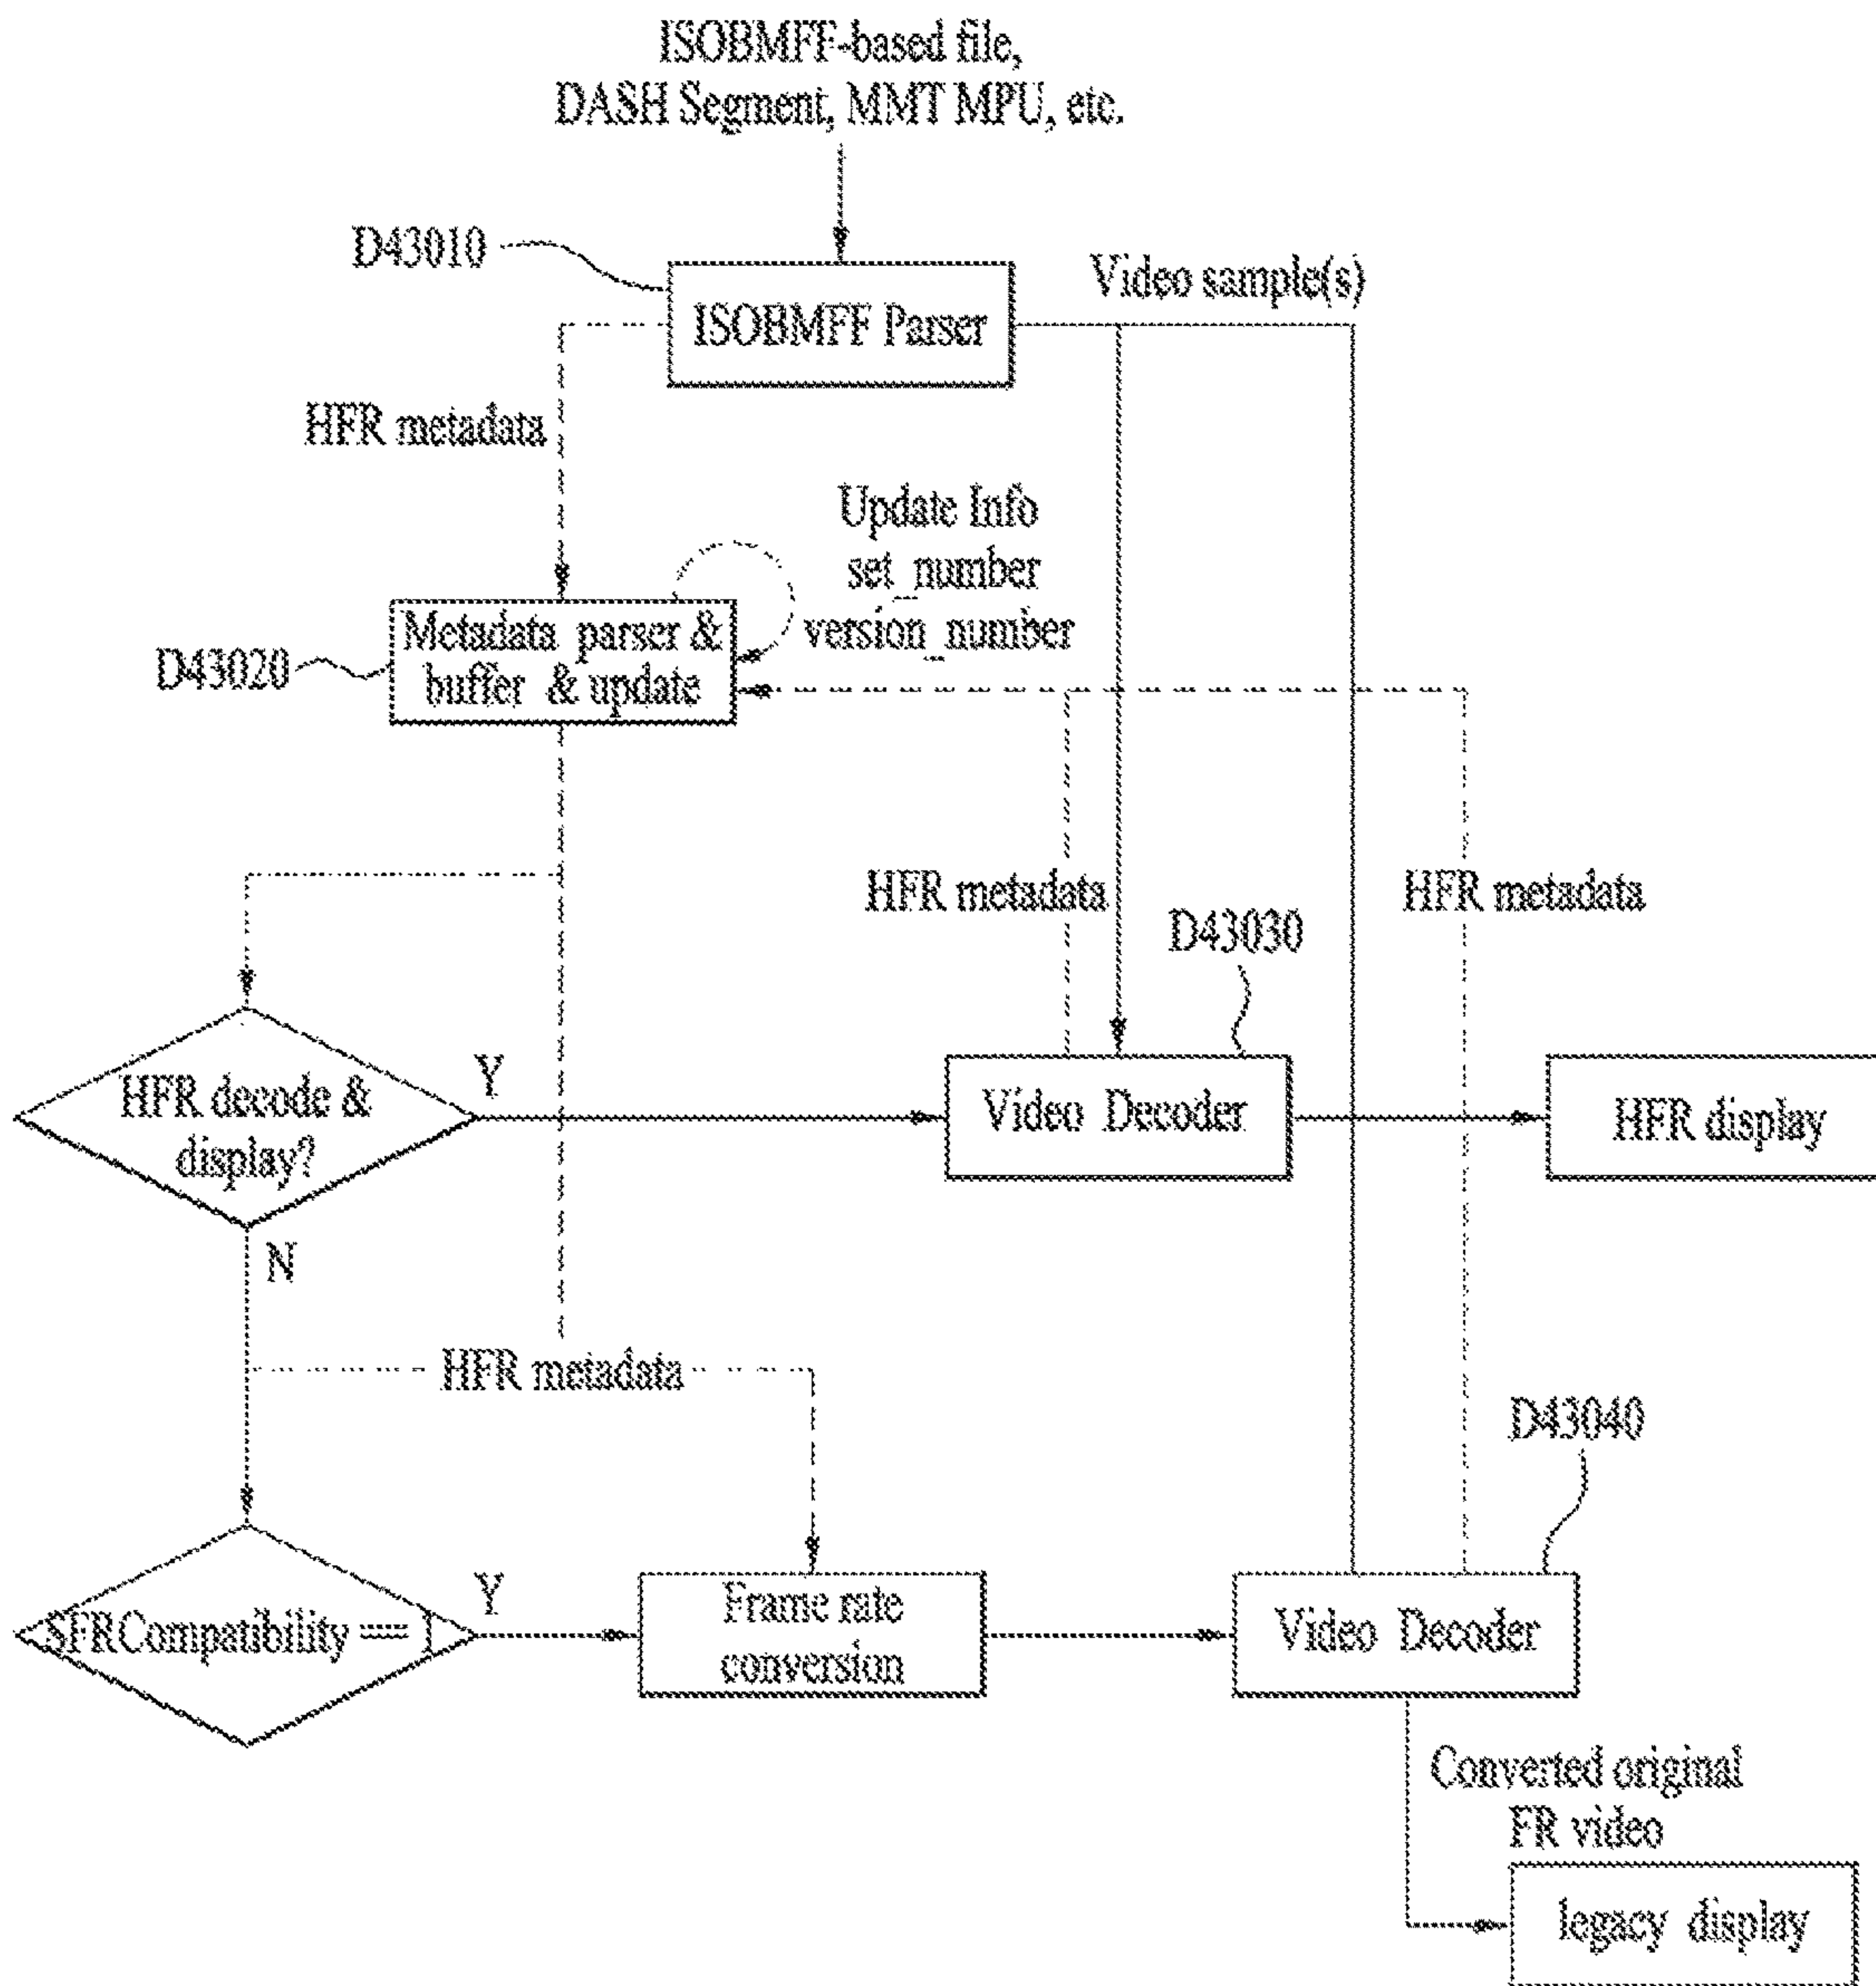 ISOBMFF-based file,
DASH Segment, MMT MPU, etc.
D43010
ISOBMFF Parser
Video sample(s)
HFR metadata
Update Info
set_number
version_number
Metadata parser &
buffer & update
D43020
HFR metadata
HFR metadata
D43030
HFR decode &
display?
Y
Video Decoder
HFR display
N
HFR metadata
D43040
SFRCompatibility == 1
Y
Frame rate
conversion
Video Decoder
Converted original
FR video
legacy display